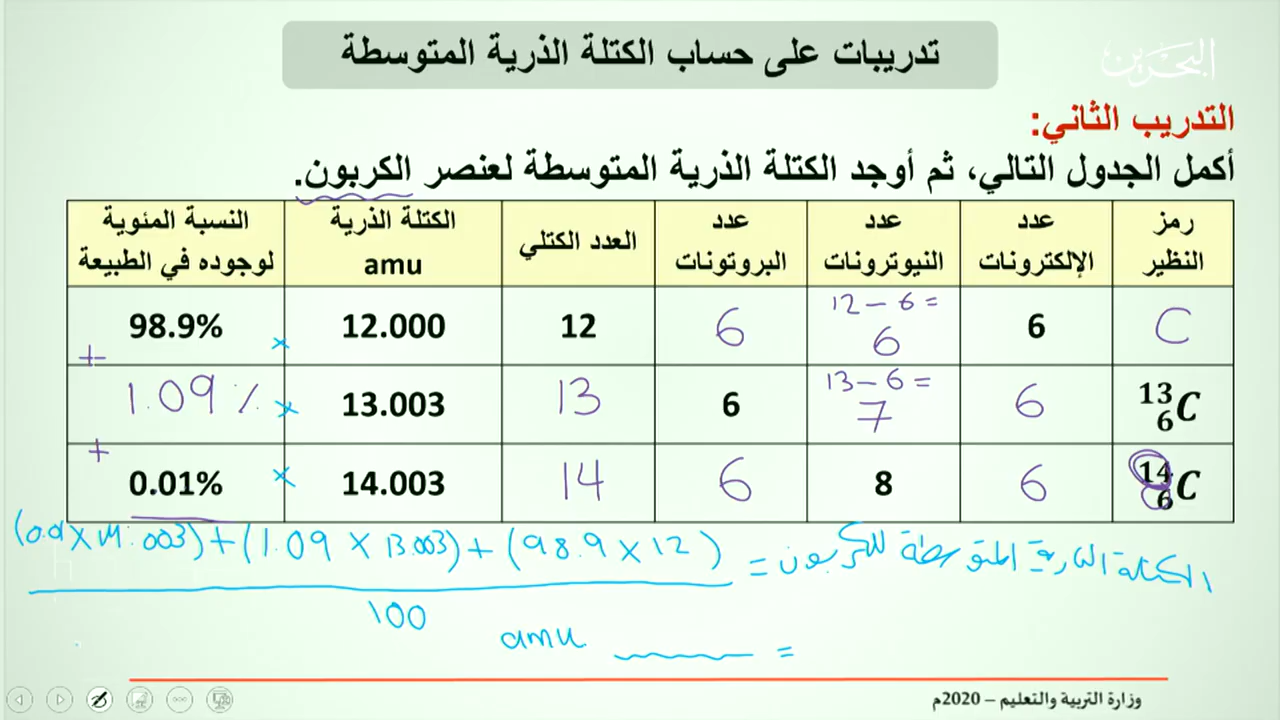 تدريبات على حساب الكتلة الذرية المتوسطة
البحرين
التدريب الثاني:
أكمل الجدول التالي، ثم أوجد الكتلة الذرية المتوسطة لعنصر الكربون.
رمز النظير | عدد الإلكترونات | عدد النيوترونات | عدد البروتونات | العدد الكتلي | الكتلة الذرية amu | النسبة المئوية لوجوده في الطبيعة
C | 6 | 12 – 6 = 6 | 6 | 12 | 12.000 × | 98.9% +
¹³₆C | 6 | 13 – 6 = 7 | 6 | 13 | 13.003 × | 1.09 % +
¹⁴₆C | 6 | 8 | 6 | 14 | 14.003 × | 0.01%
الكتلة الذرية المتوسطة للكربون = (98.9 × 12) + (1.09 × 13.003) + (0.01 × 14.003)
100
= amu
وزارة التربية والتعليم – 2020م